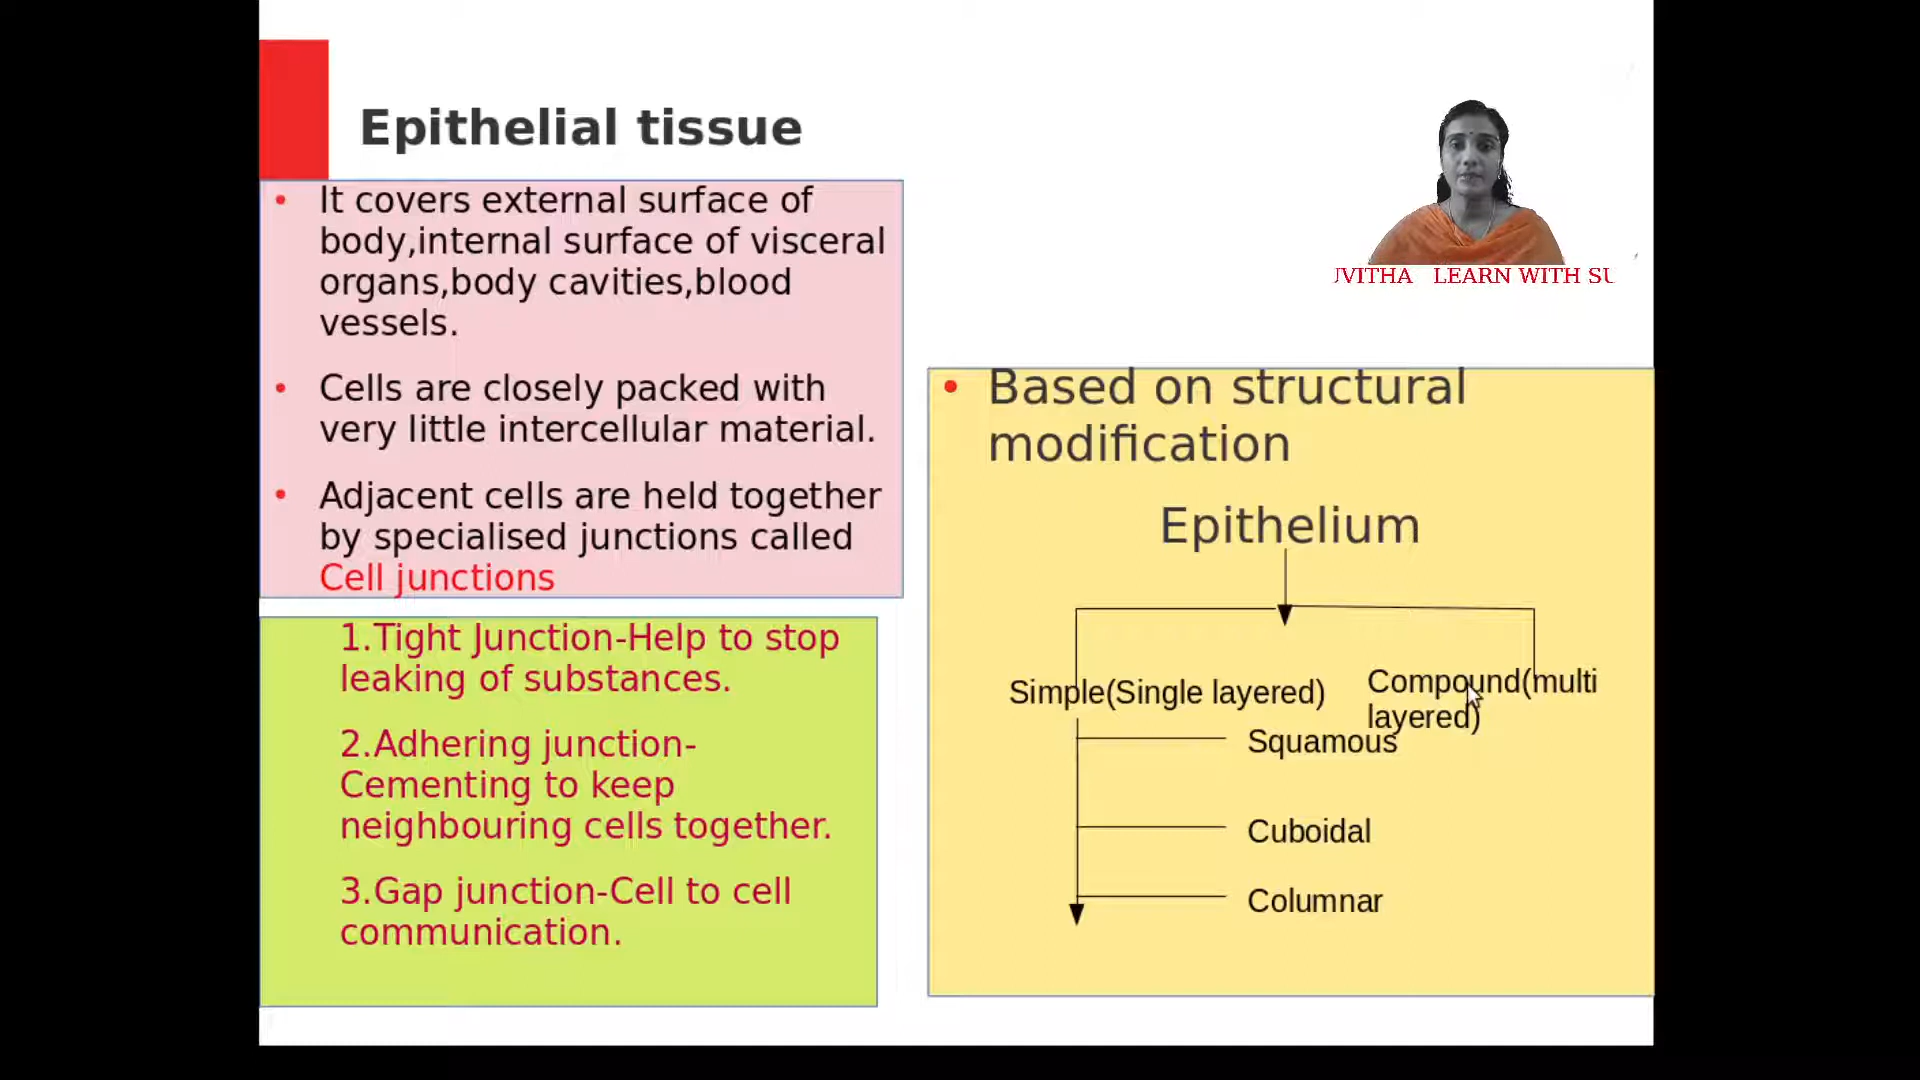 Epithelial tissue
• It covers external surface of
body,internal surface of visceral
organs,body cavities,blood
vessels.
• Cells are closely packed with
very little intercellular material.
• Adjacent cells are held together
by specialised junctions called
Cell junctions
1.Tight Junction-Help to stop
leaking of substances.
2.Adhering junction-
Cementing to keep
neighbouring cells together.
3.Gap junction-Cell to cell
communication.
LEARN WITH
• Based on structural
modification
Epithelium
Simple(Single layered)
Compound(multi
layered)
Squamous
Cuboidal
Columnar